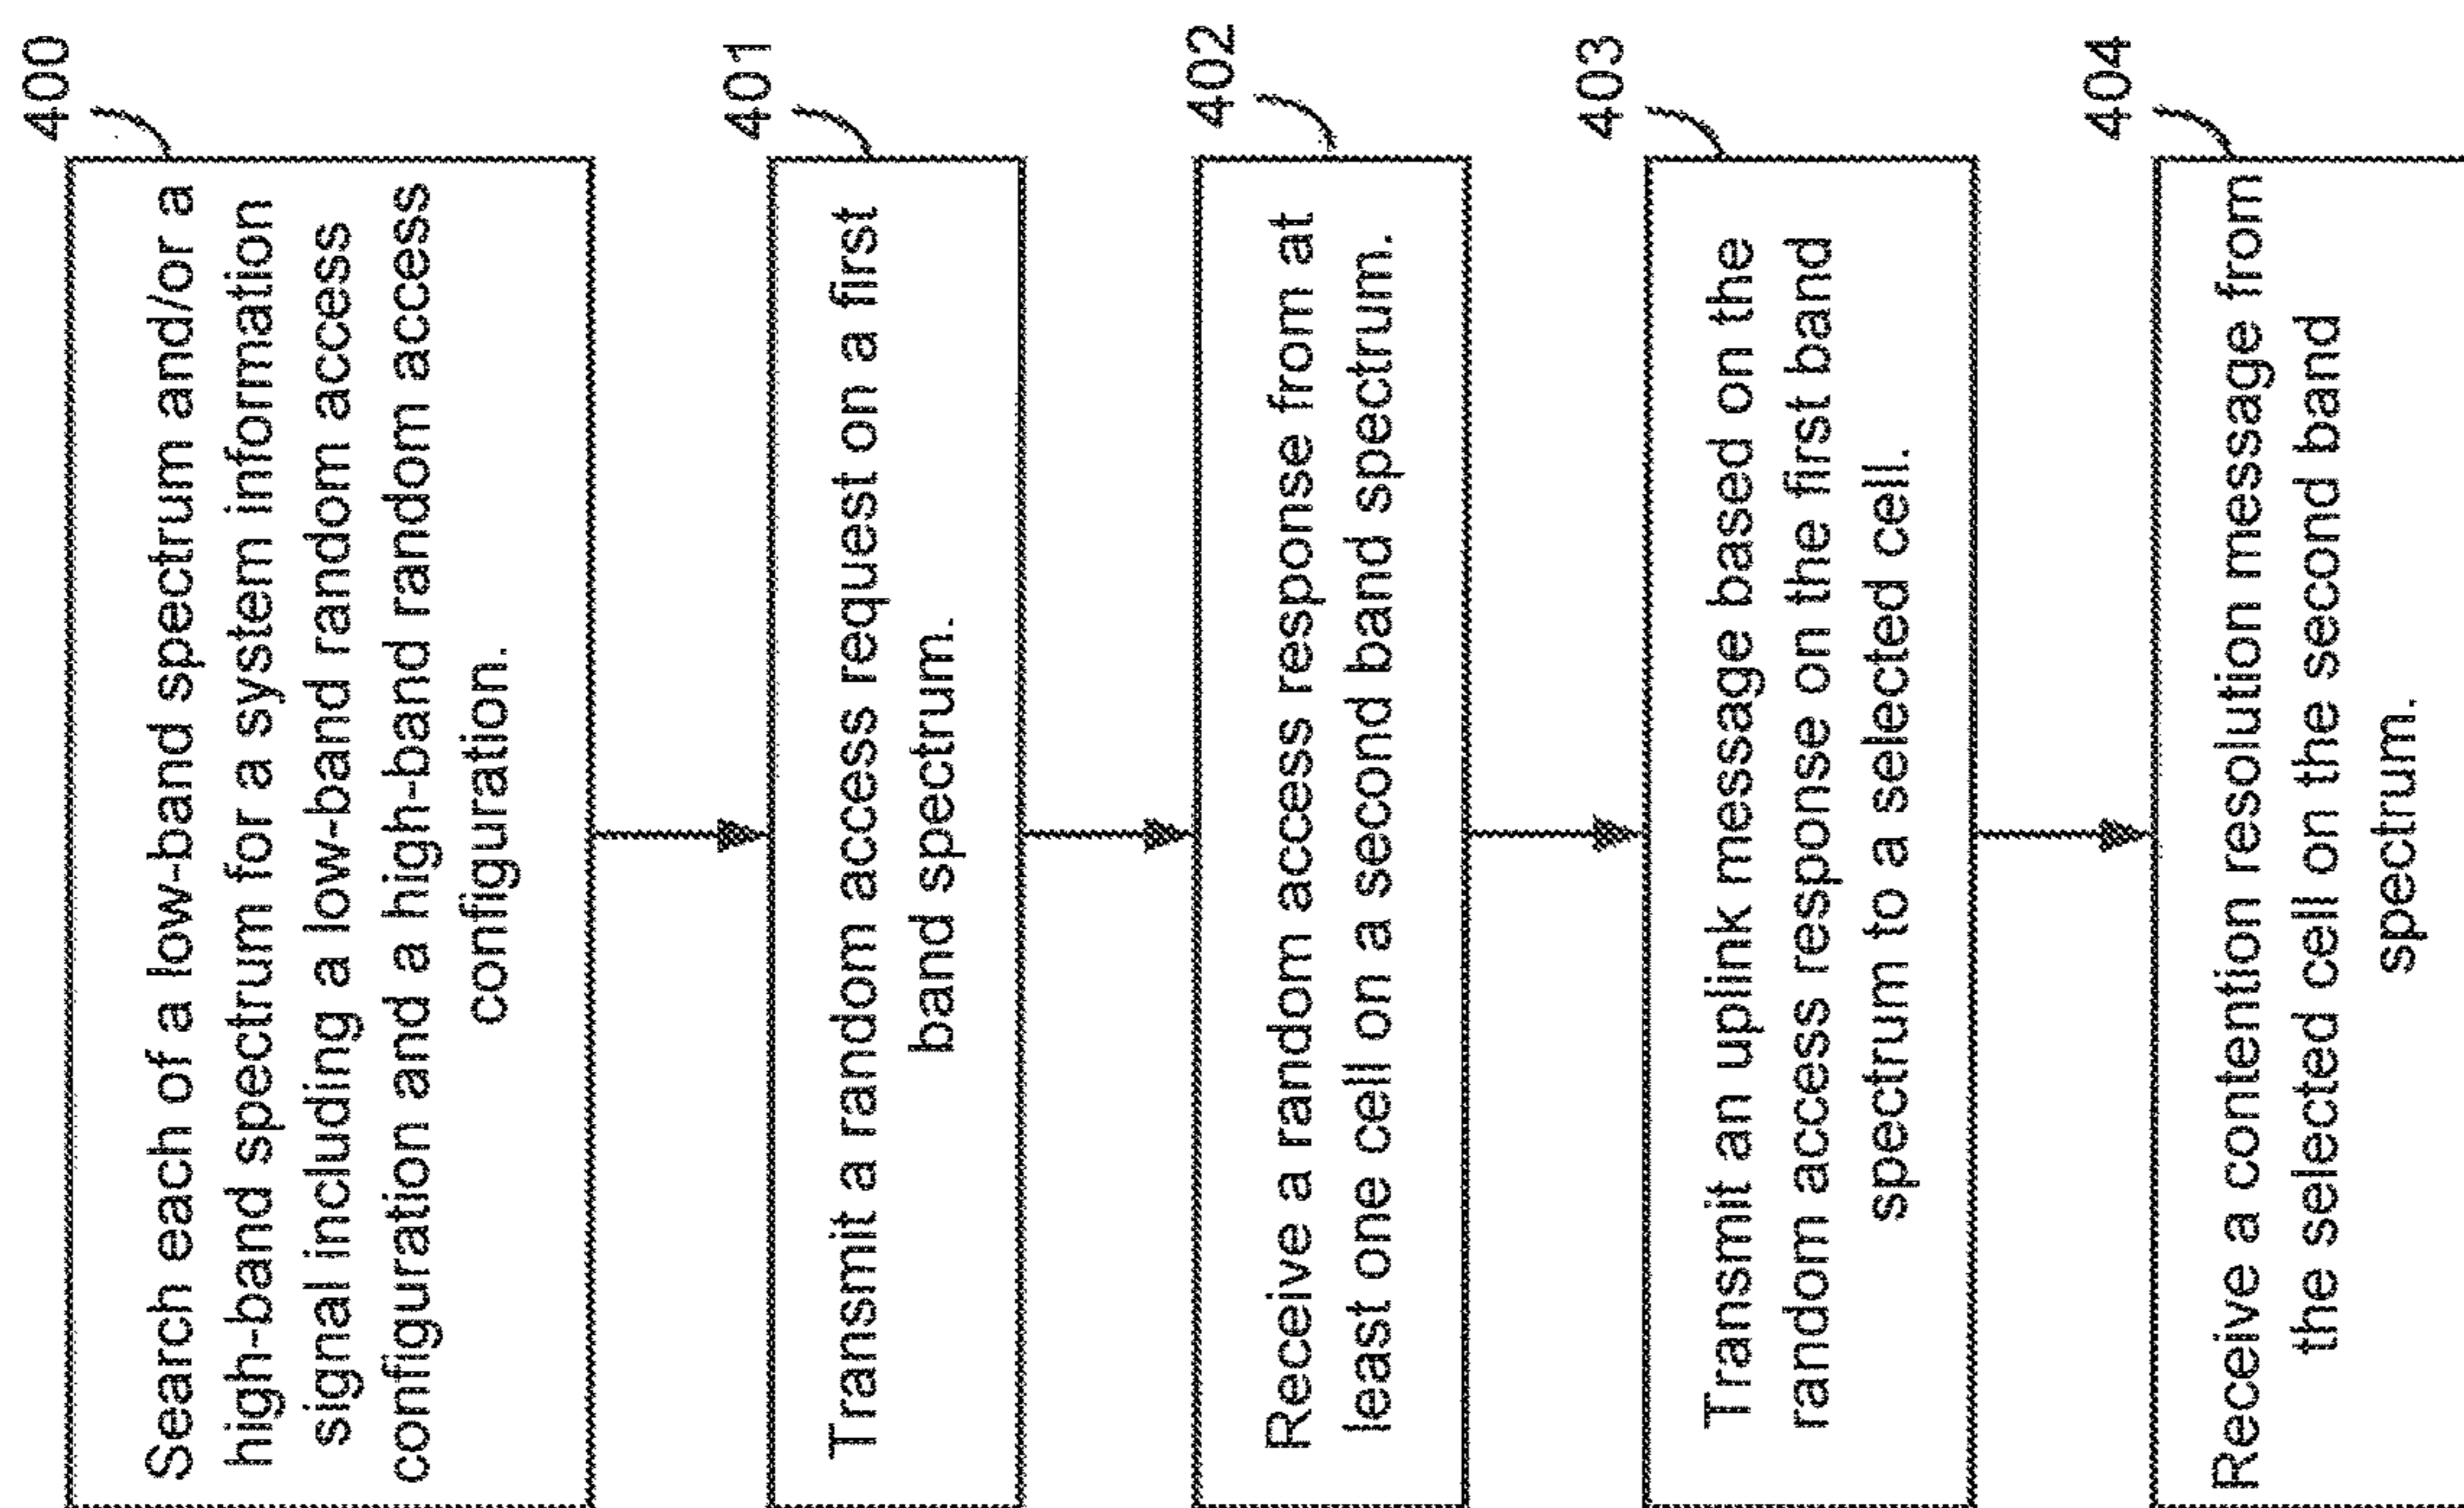 400
Search each of a low-band spectrum and/or a
high-band spectrum for a system information
signal including a low-band random access
configuration and a high-band random access
configuration.
401
Transmit a random access request on a first
band spectrum.
402
Receive a random access response from at
least one cell on a second band spectrum.
403
Transmit an uplink message based on the
random access response on the first band
spectrum to a selected cell.
404
Receive a contention resolution message from
the selected cell on the second band
spectrum.